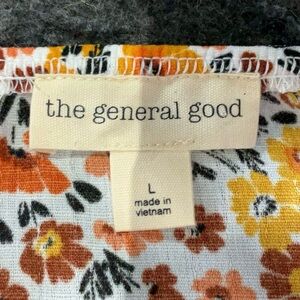 the general good
L
made in
vietnam